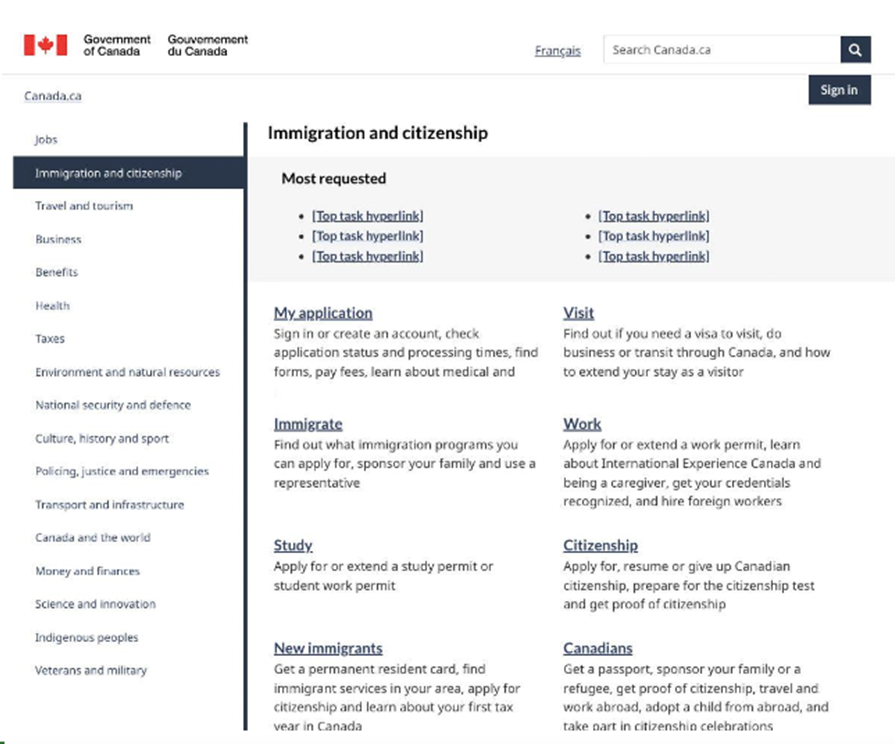 Government of Canada
Gouvernement du Canada
Français
Search Canada.ca
Canada.ca
Sign in
Jobs
Immigration and citizenship
Travel and tourism
Business
Benefits
Health
Taxes
Environment and natural resources
National security and defence
Culture, history and sport
Policing, justice and emergencies
Transport and infrastructure
Canada and the world
Money and finances
Science and innovation
Indigenous peoples
Veterans and military
Immigration and citizenship
Most requested
• [Top task hyperlink]
• [Top task hyperlink]
• [Top task hyperlink]
• [Top task hyperlink]
• [Top task hyperlink]
• [Top task hyperlink]
My application
Sign in or create an account, check
application status and processing times, find
forms, pay fees, learn about medical and
Visit
Find out if you need a visa to visit, do
business or transit through Canada, and how
to extend your stay as a visitor
Immigrate
Find out what immigration programs you
can apply for, sponsor your family and use a
representative
Work
Apply for or extend a work permit, learn
about International Experience Canada and
being a caregiver, get your credentials
recognized, and hire foreign workers
Study
Apply for or extend a study permit or
student work permit
Citizenship
Apply for, resume or give up Canadian
citizenship, prepare for the citizenship test
and get proof of citizenship
New immigrants
Get a permanent resident card, find
immigrant services in your area, apply for
citizenship and learn about your first tax
year in Canada
Canadians
Get a passport, sponsor your family or a
refugee, get proof of citizenship, travel and
work abroad, adopt a child from abroad, and
take part in citizenship celebrations